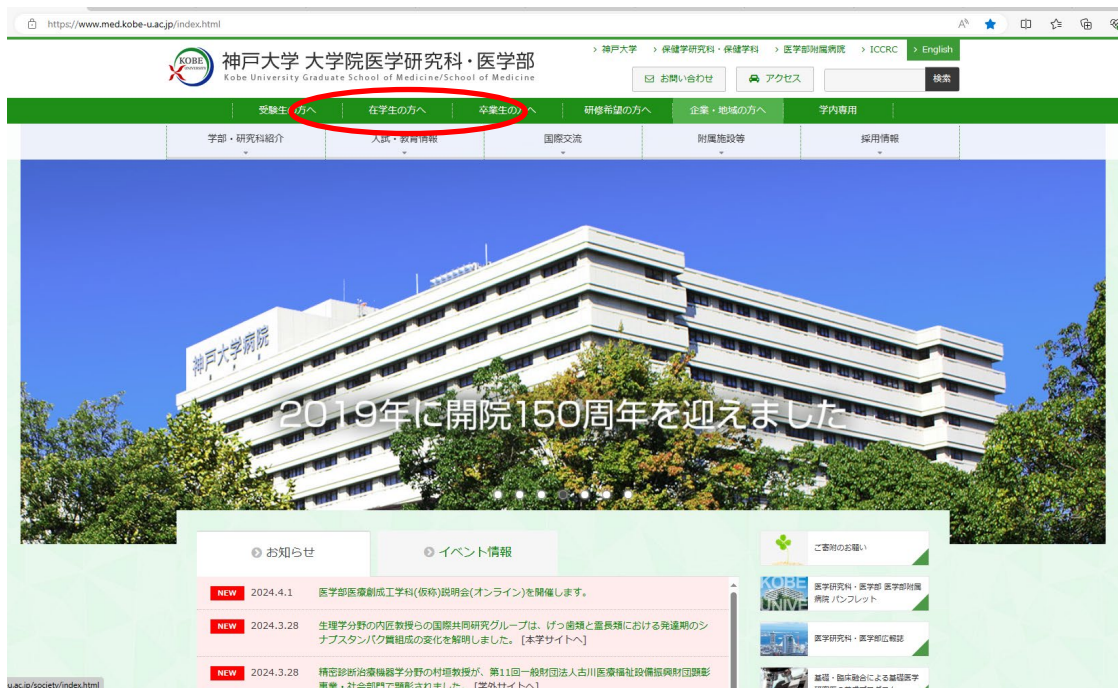 https://www.med.kobe-u.ac.jp/index.html
KOBE
神戸大学 大学院医学研究科・医学部
Kobe University Graduate School of Medicine/School of Medicine
神戸大学
保健学研究科・保健学科
医学部附属病院
ICCRC
English
お問い合わせ
アクセス
検索
受験生の方へ
在学生の方へ
卒業生の方へ
研修希望の方へ
企業・地域の方へ
学内専用
学部・研究科紹介
入試・教育情報
国際交流
附属施設等
採用情報
神戸大学病院
2019年に開院150周年を迎えました
お知らせ
イベント情報
NEW 2024.4.1 医学部医療創成工学科(仮称)説明会(オンライン)を開催します。
NEW 2024.3.28 生理学分野の内匠教授らの国際共同研究グループは、げっ歯類と霊長類における発達期のシ
ナプスタンパク質組成の変化を解明しました。 [本学サイトへ]
NEW 2024.3.28 精密診断治療機器学分野の村垣教授が、第11回一般財団法人古川医療福祉設備振興財団顕彰
事業・社会部門で顕彰されました。 [学外サイトへ]
ご寄附のお願い
KOBE
UNIVE
医学研究科・医学部 医学部附属
病院 パンフレット
医学研究科・医学部広報誌
基礎・臨床融合による基礎医学
u.ac.jp/society/index.html